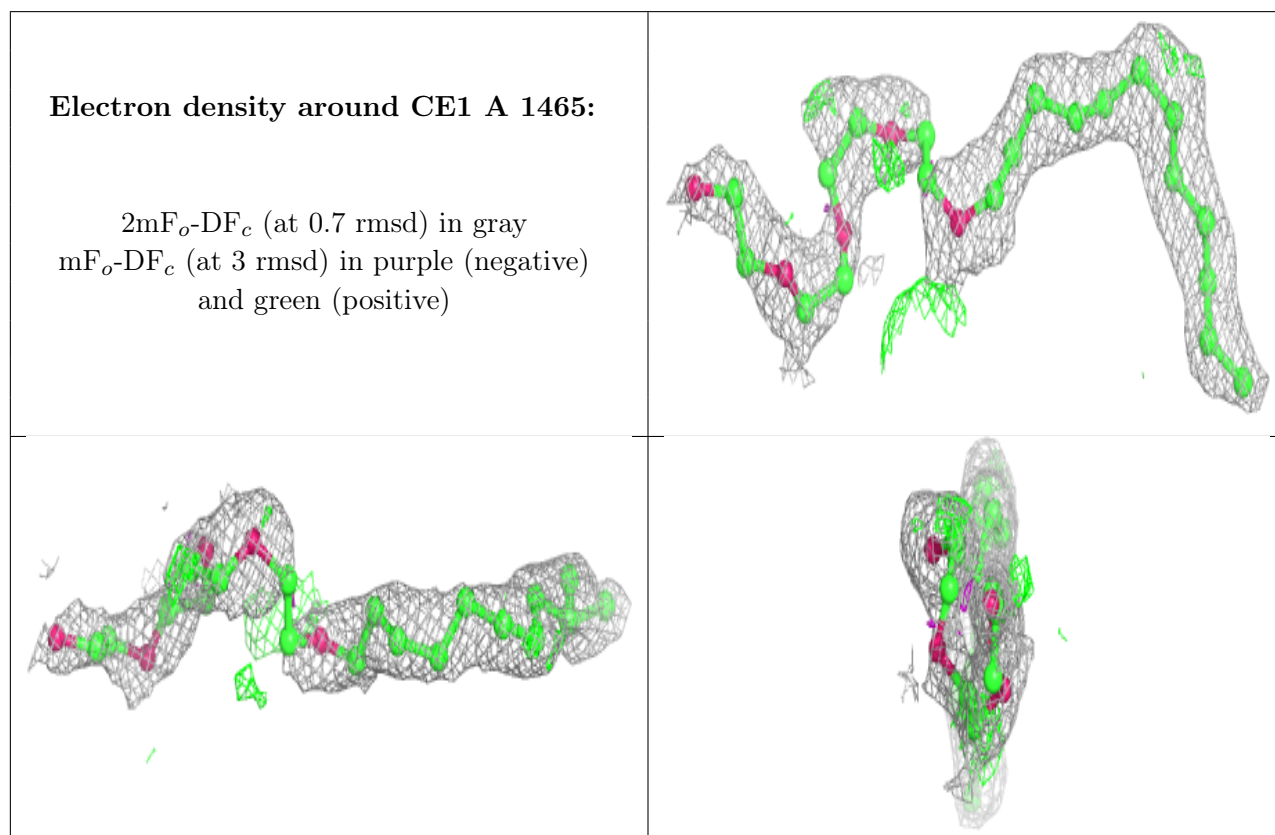 Electron density around CE1 A 1465:
2mFo-DFc (at 0.7 rmsd) in gray
mFo-DFc (at 3 rmsd) in purple (negative)
and green (positive)